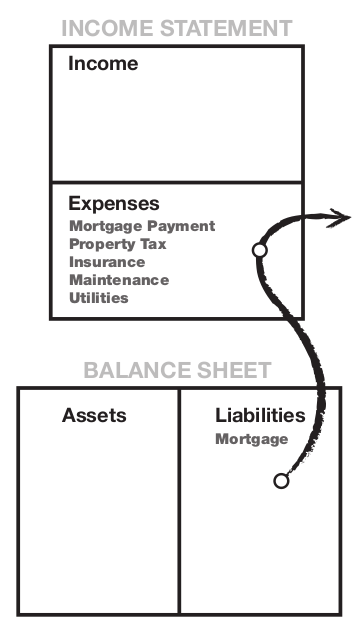 INCOME STATEMENT
Income
Expenses
Mortgage Payment
Property Tax
Insurance
Maintenance
Utilities
BALANCE SHEET
Assets
Liabilities
Mortgage